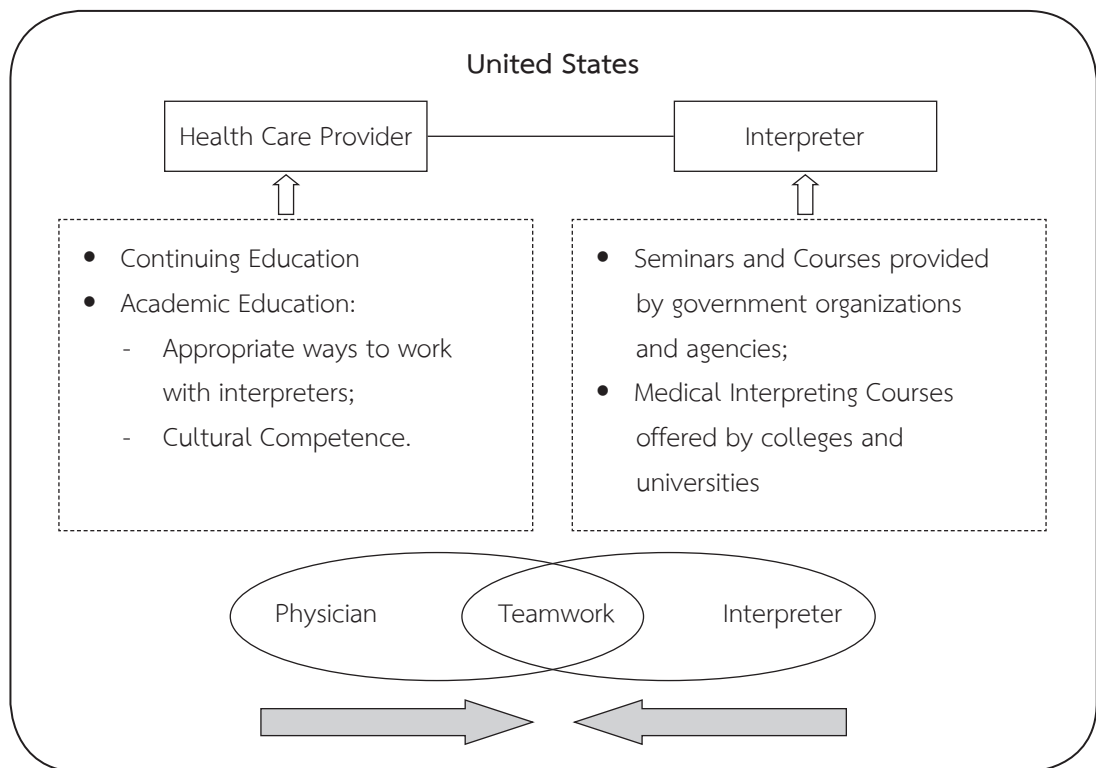 United States
Health Care Provider
Interpreter
• Continuing Education
• Academic Education:
- Appropriate ways to work
with interpreters;
- Cultural Competence.
• Seminars and Courses provided
by government organizations
and agencies;
• Medical Interpreting Courses
offered by colleges and
universities
Physician
Teamwork
Interpreter